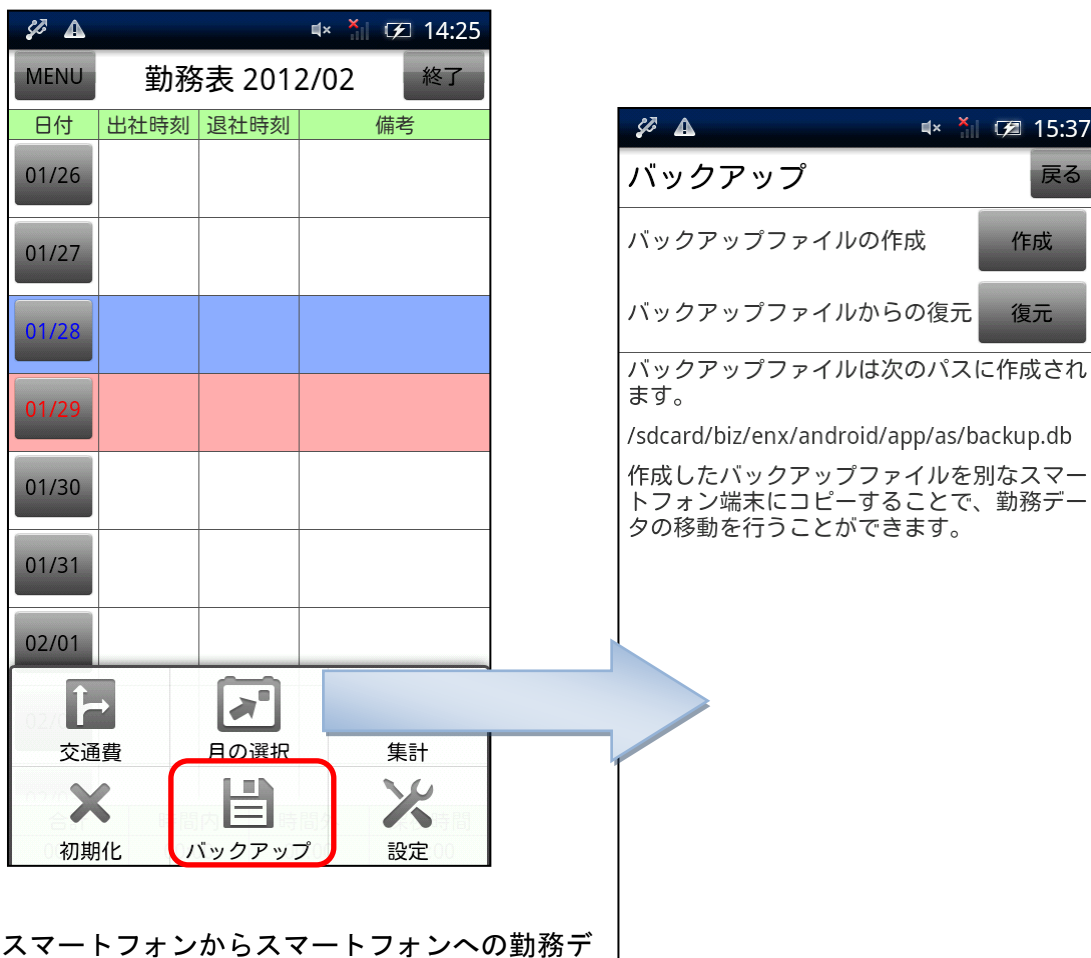 14:25
MENU 勤務表 2012/02 終了
日付 出社時刻 退社時刻 備考
01/26
01/27
01/28
01/29
01/30
01/31
02/01
交通費 月の選択 集計
初期化 バックアップ 設定
スマートフォンからスマートフォンへの勤務デ
15:37
バックアップ 戻る
バックアップファイルの作成 作成
バックアップファイルからの復元 復元
バックアップファイルは次のパスに作成され
ます。
/sdcard/biz/enx/android/app/as/backup.db
作成したバックアップファイルを別なスマー
トフォン端末にコピーすることで、勤務デー
タの移動を行うことができます。